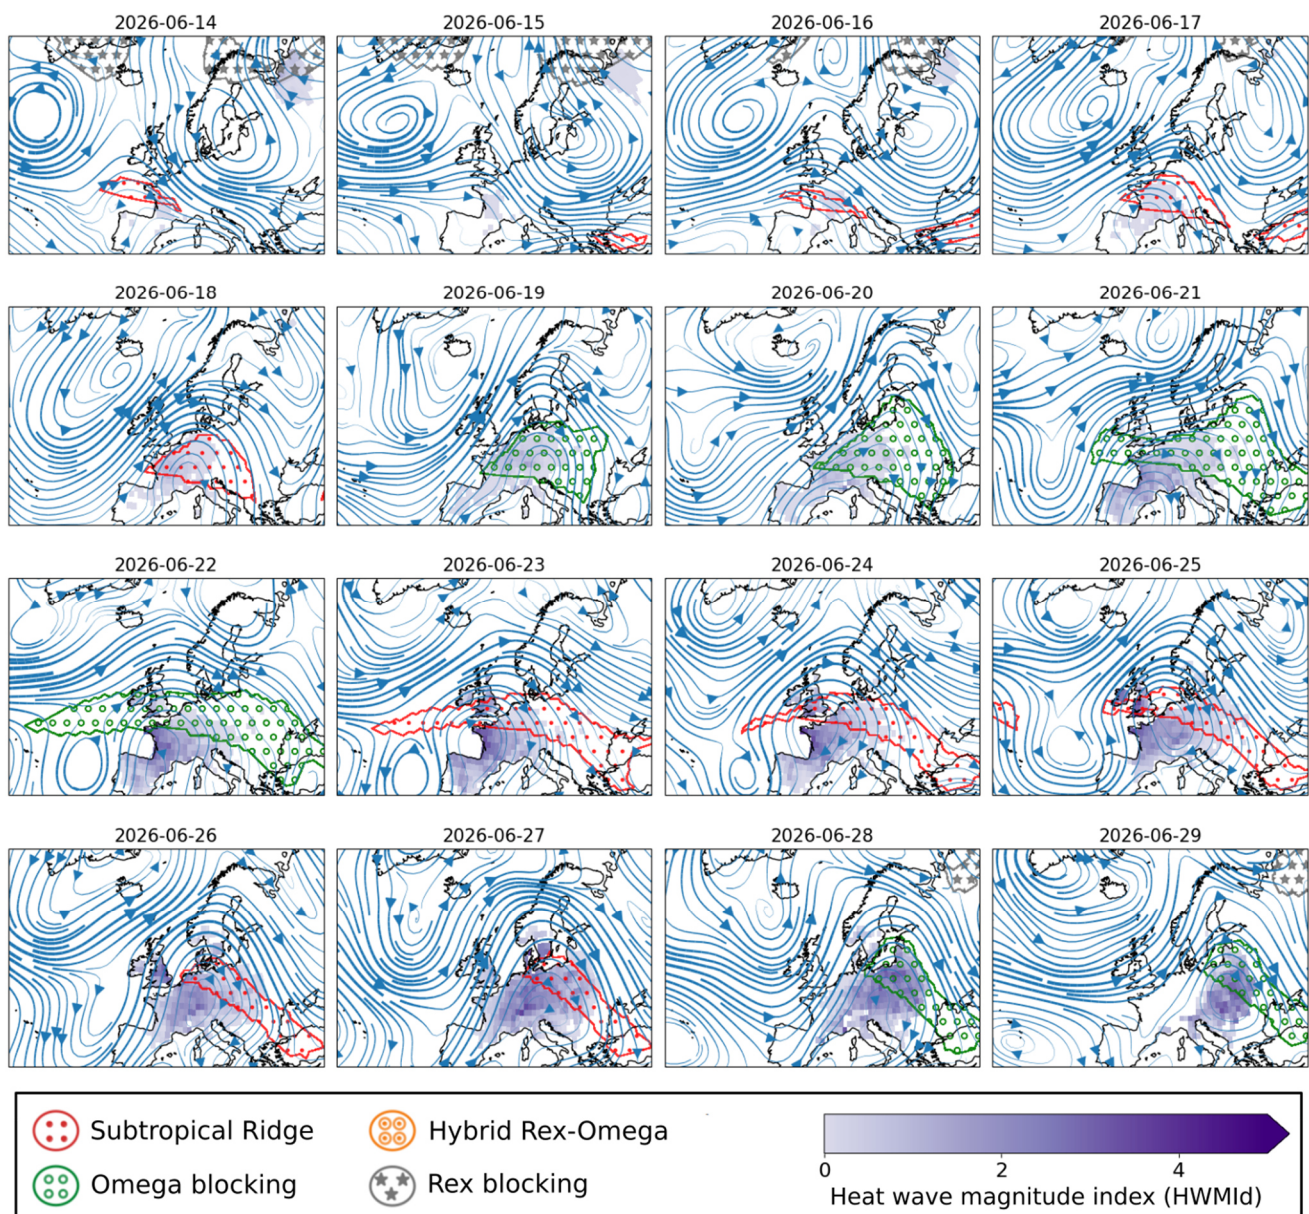 2026-06-14 2026-06-15 2026-06-16 2026-06-17
2026-06-18 2026-06-19 2026-06-20 2026-06-21
2026-06-22 2026-06-23 2026-06-24 2026-06-25
2026-06-26 2026-06-27 2026-06-28 2026-06-29
Subtropical Ridge Hybrid Rex-Omega
Omega blocking Rex blocking
0 2 4
Heat wave magnitude index (HWMId)